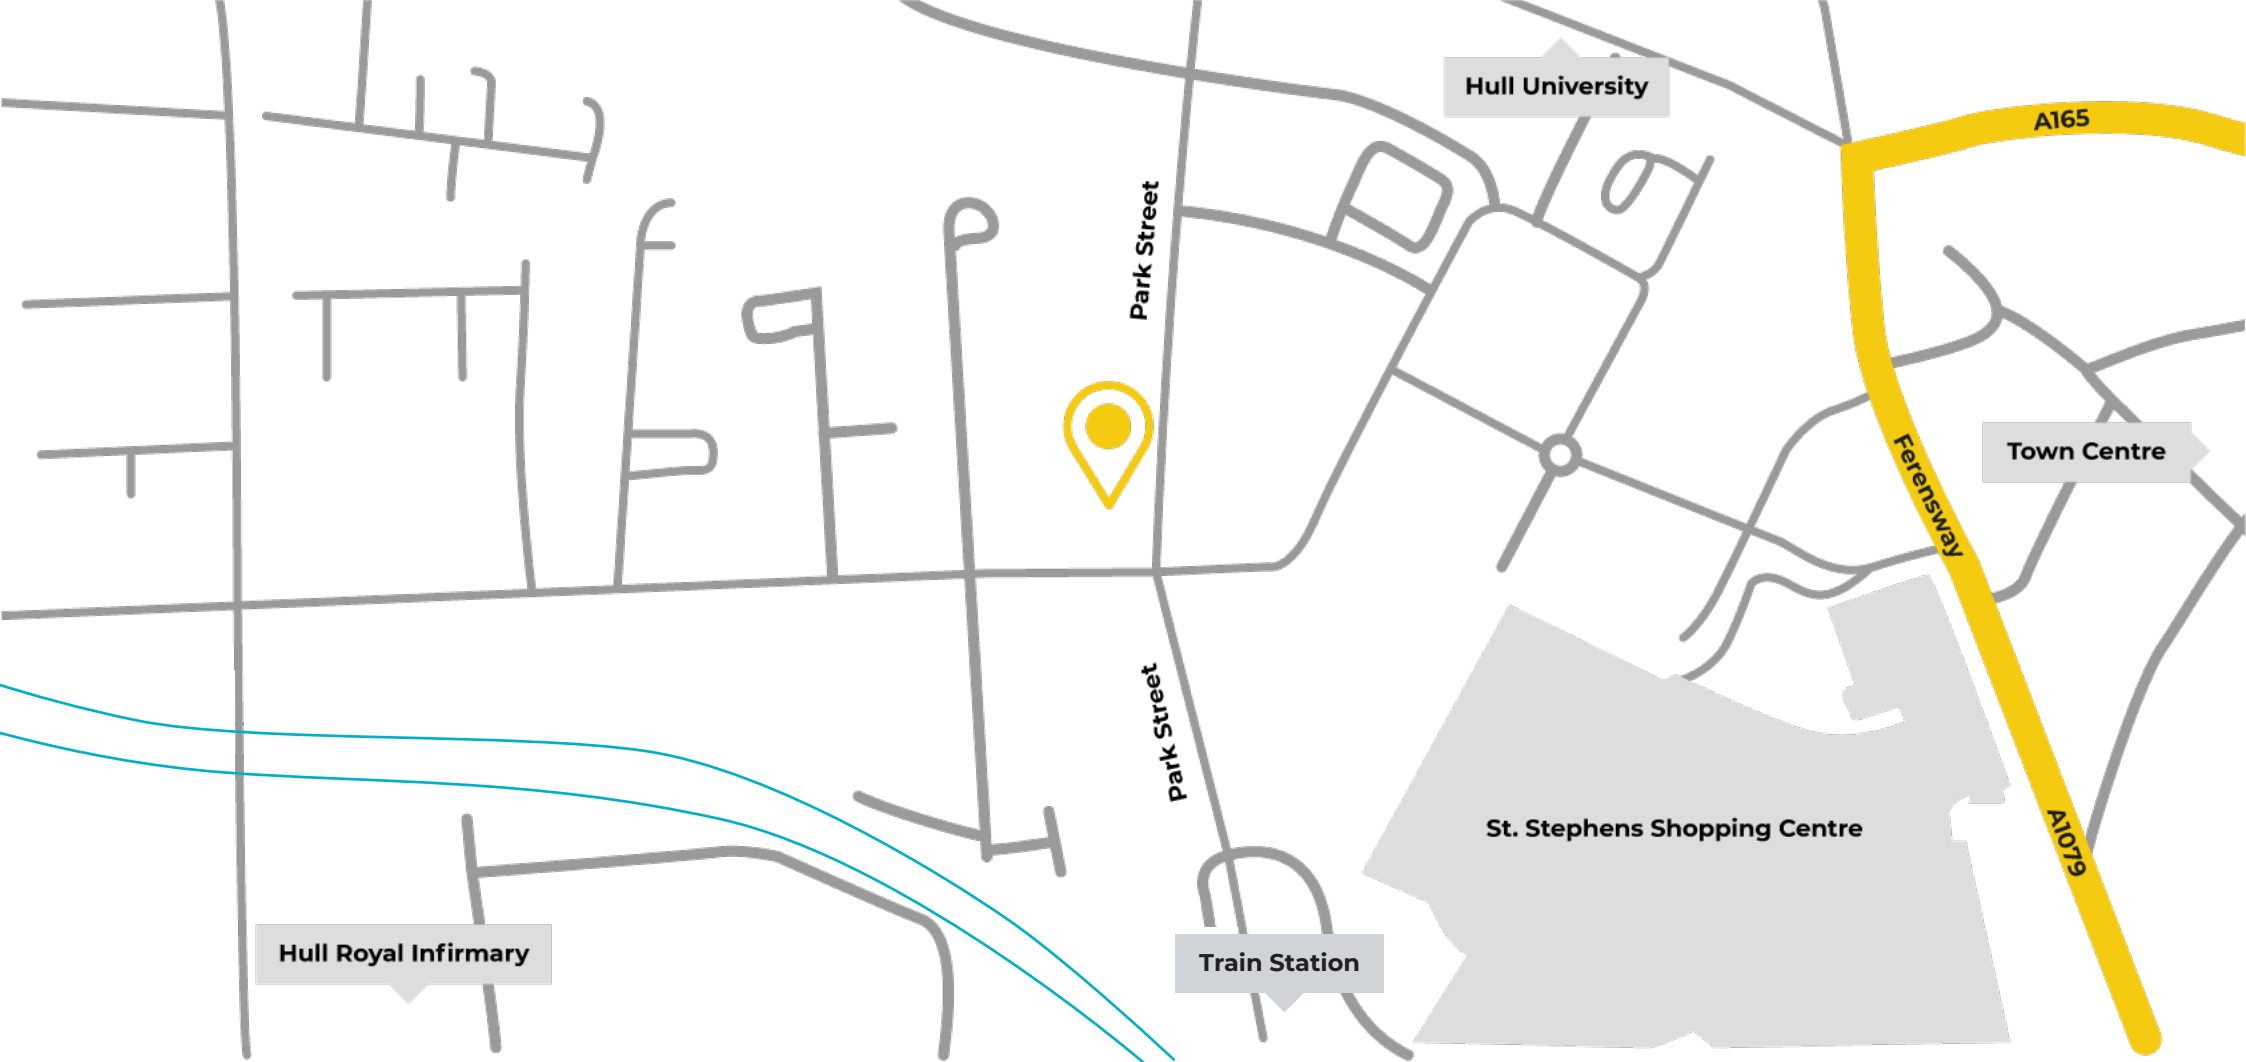 Hull University
A165
Park Street
Town Centre
Ferensway
Park Street
St. Stephens Shopping Centre
A1079
Hull Royal Infirmary
Train Station